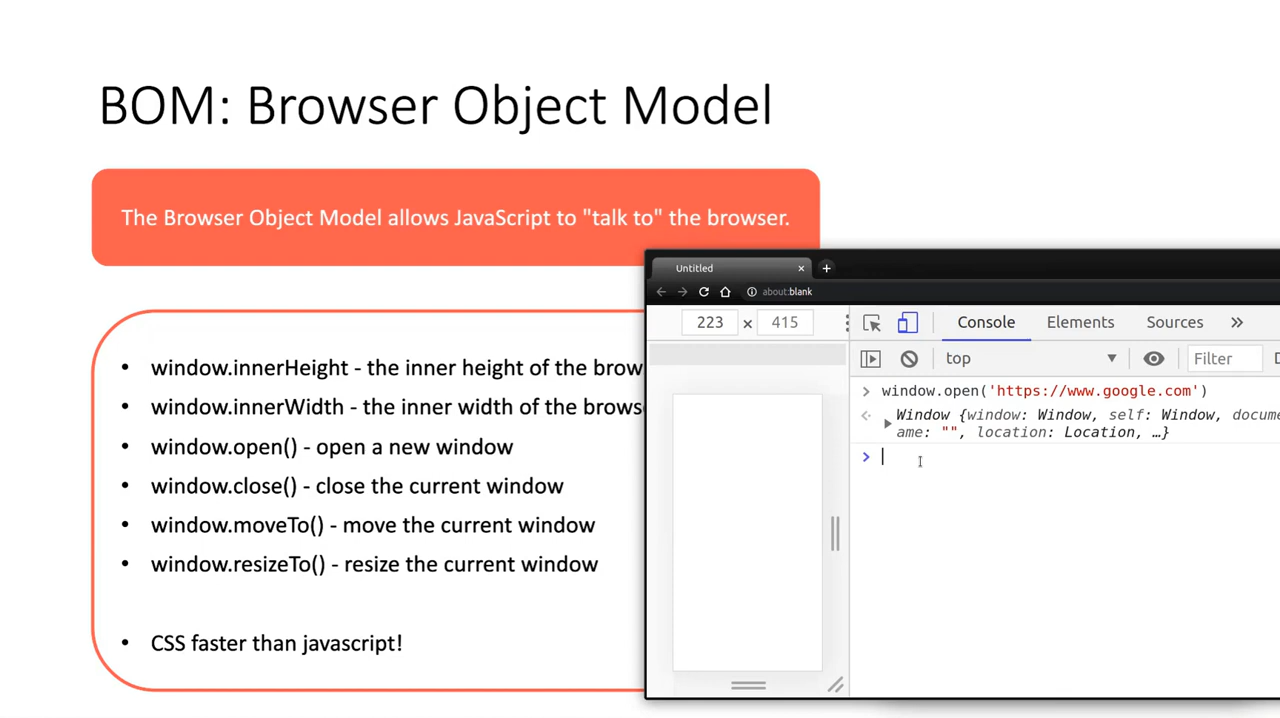 BOM: Browser Object Model
The Browser Object Model allows JavaScript to "talk to" the browser.
• window.innerHeight - the inner height of the brow
• window.innerWidth - the inner width of the browse
• window.open() - open a new window
• window.close() - close the current window
• window.moveTo() - move the current window
• window.resizeTo() - resize the current window
• CSS faster than javascript!
Untitled
about:blank
223 × 415
Console Elements Sources »
top Filter
> window.open('https://www.google.com')
Window {window: Window, self: Window, docume
ame: "", location: Location, …}
>